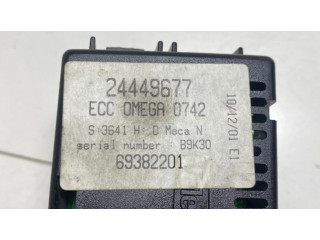 24449677
ECC OMEGA 0742
S 3641 H: D Meca N
serial number B9K30
69382201
10/12/01 E1